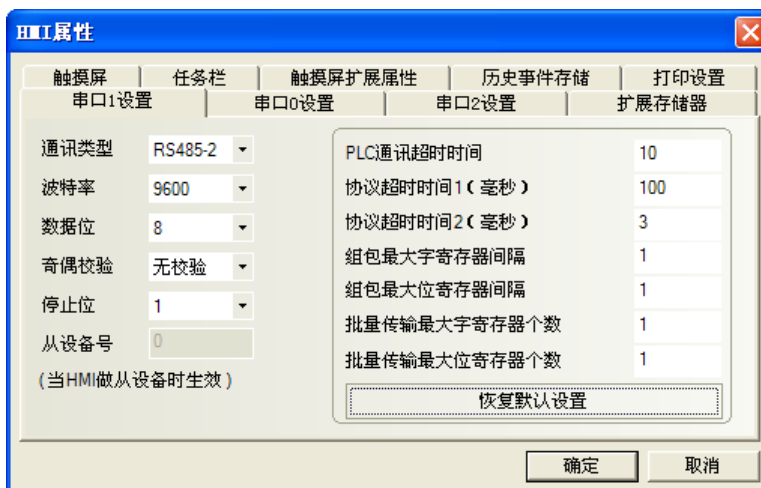 HMI属性
触摸屏
任务栏
触摸屏扩展属性
历史事件存储
打印设置
串口1设置
串口0设置
串口2设置
扩展存储器
通讯类型
RS485-2
波特率
9600
数据位
8
奇偶校验
无校验
停止位
1
从设备号
0
(当HMI做从设备时生效)
PLC通讯超时时间
10
协议超时时间1(毫秒)
100
协议超时时间2(毫秒)
3
组包最大字寄存器间隔
1
组包最大位寄存器间隔
1
批量传输最大字寄存器个数
1
批量传输最大位寄存器个数
1
恢复默认设置
确定
取消